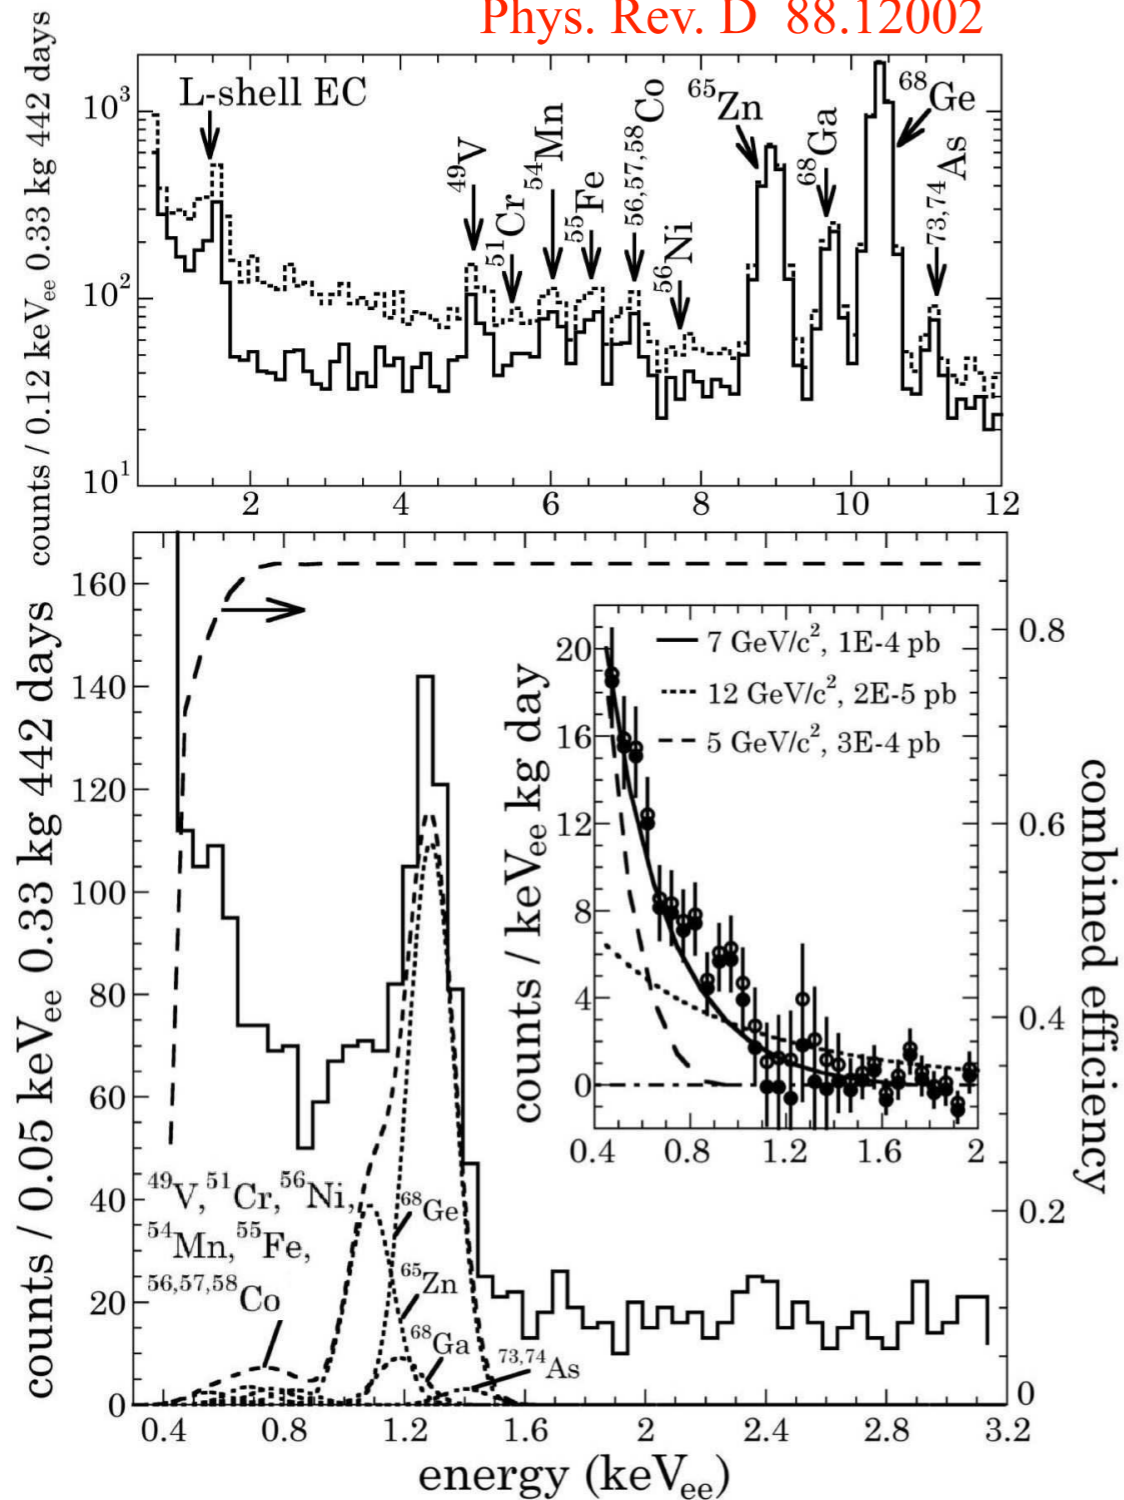 Phys. Rev. D 88.12002
counts / 0.12 keVee 0.33 kg 442 days
10³
10²
10¹
L-shell EC
⁴⁹V
⁵¹Cr
⁵⁴Mn
⁵⁵Fe
⁵⁶,⁵⁷,⁵⁸Co
⁵⁶Ni
⁶⁵Zn
⁶⁸Ga
⁶⁸Ge
⁷³,⁷⁴As
2 4 6 8 10 12
counts / 0.05 keVee 0.33 kg 442 days
160
140
120
100
80
60
40
20
0
⁴⁹V, ⁵¹Cr, ⁵⁶Ni,
⁵⁴Mn, ⁵⁵Fe,
⁵⁶,⁵⁷,⁵⁸Co
⁶⁸Ge
⁶⁵Zn
⁶⁸Ga
⁷³,⁷⁴As
counts / keVee kg day
20
16
12
8
4
0
7 GeV/c², 1E-4 pb
12 GeV/c², 2E-5 pb
5 GeV/c², 3E-4 pb
0.4 0.8 1.2 1.6 2
0.8
0.6
0.4
0.2
0
combined efficiency
0.4 0.8 1.2 1.6 2 2.4 2.8 3.2
energy (keVee)